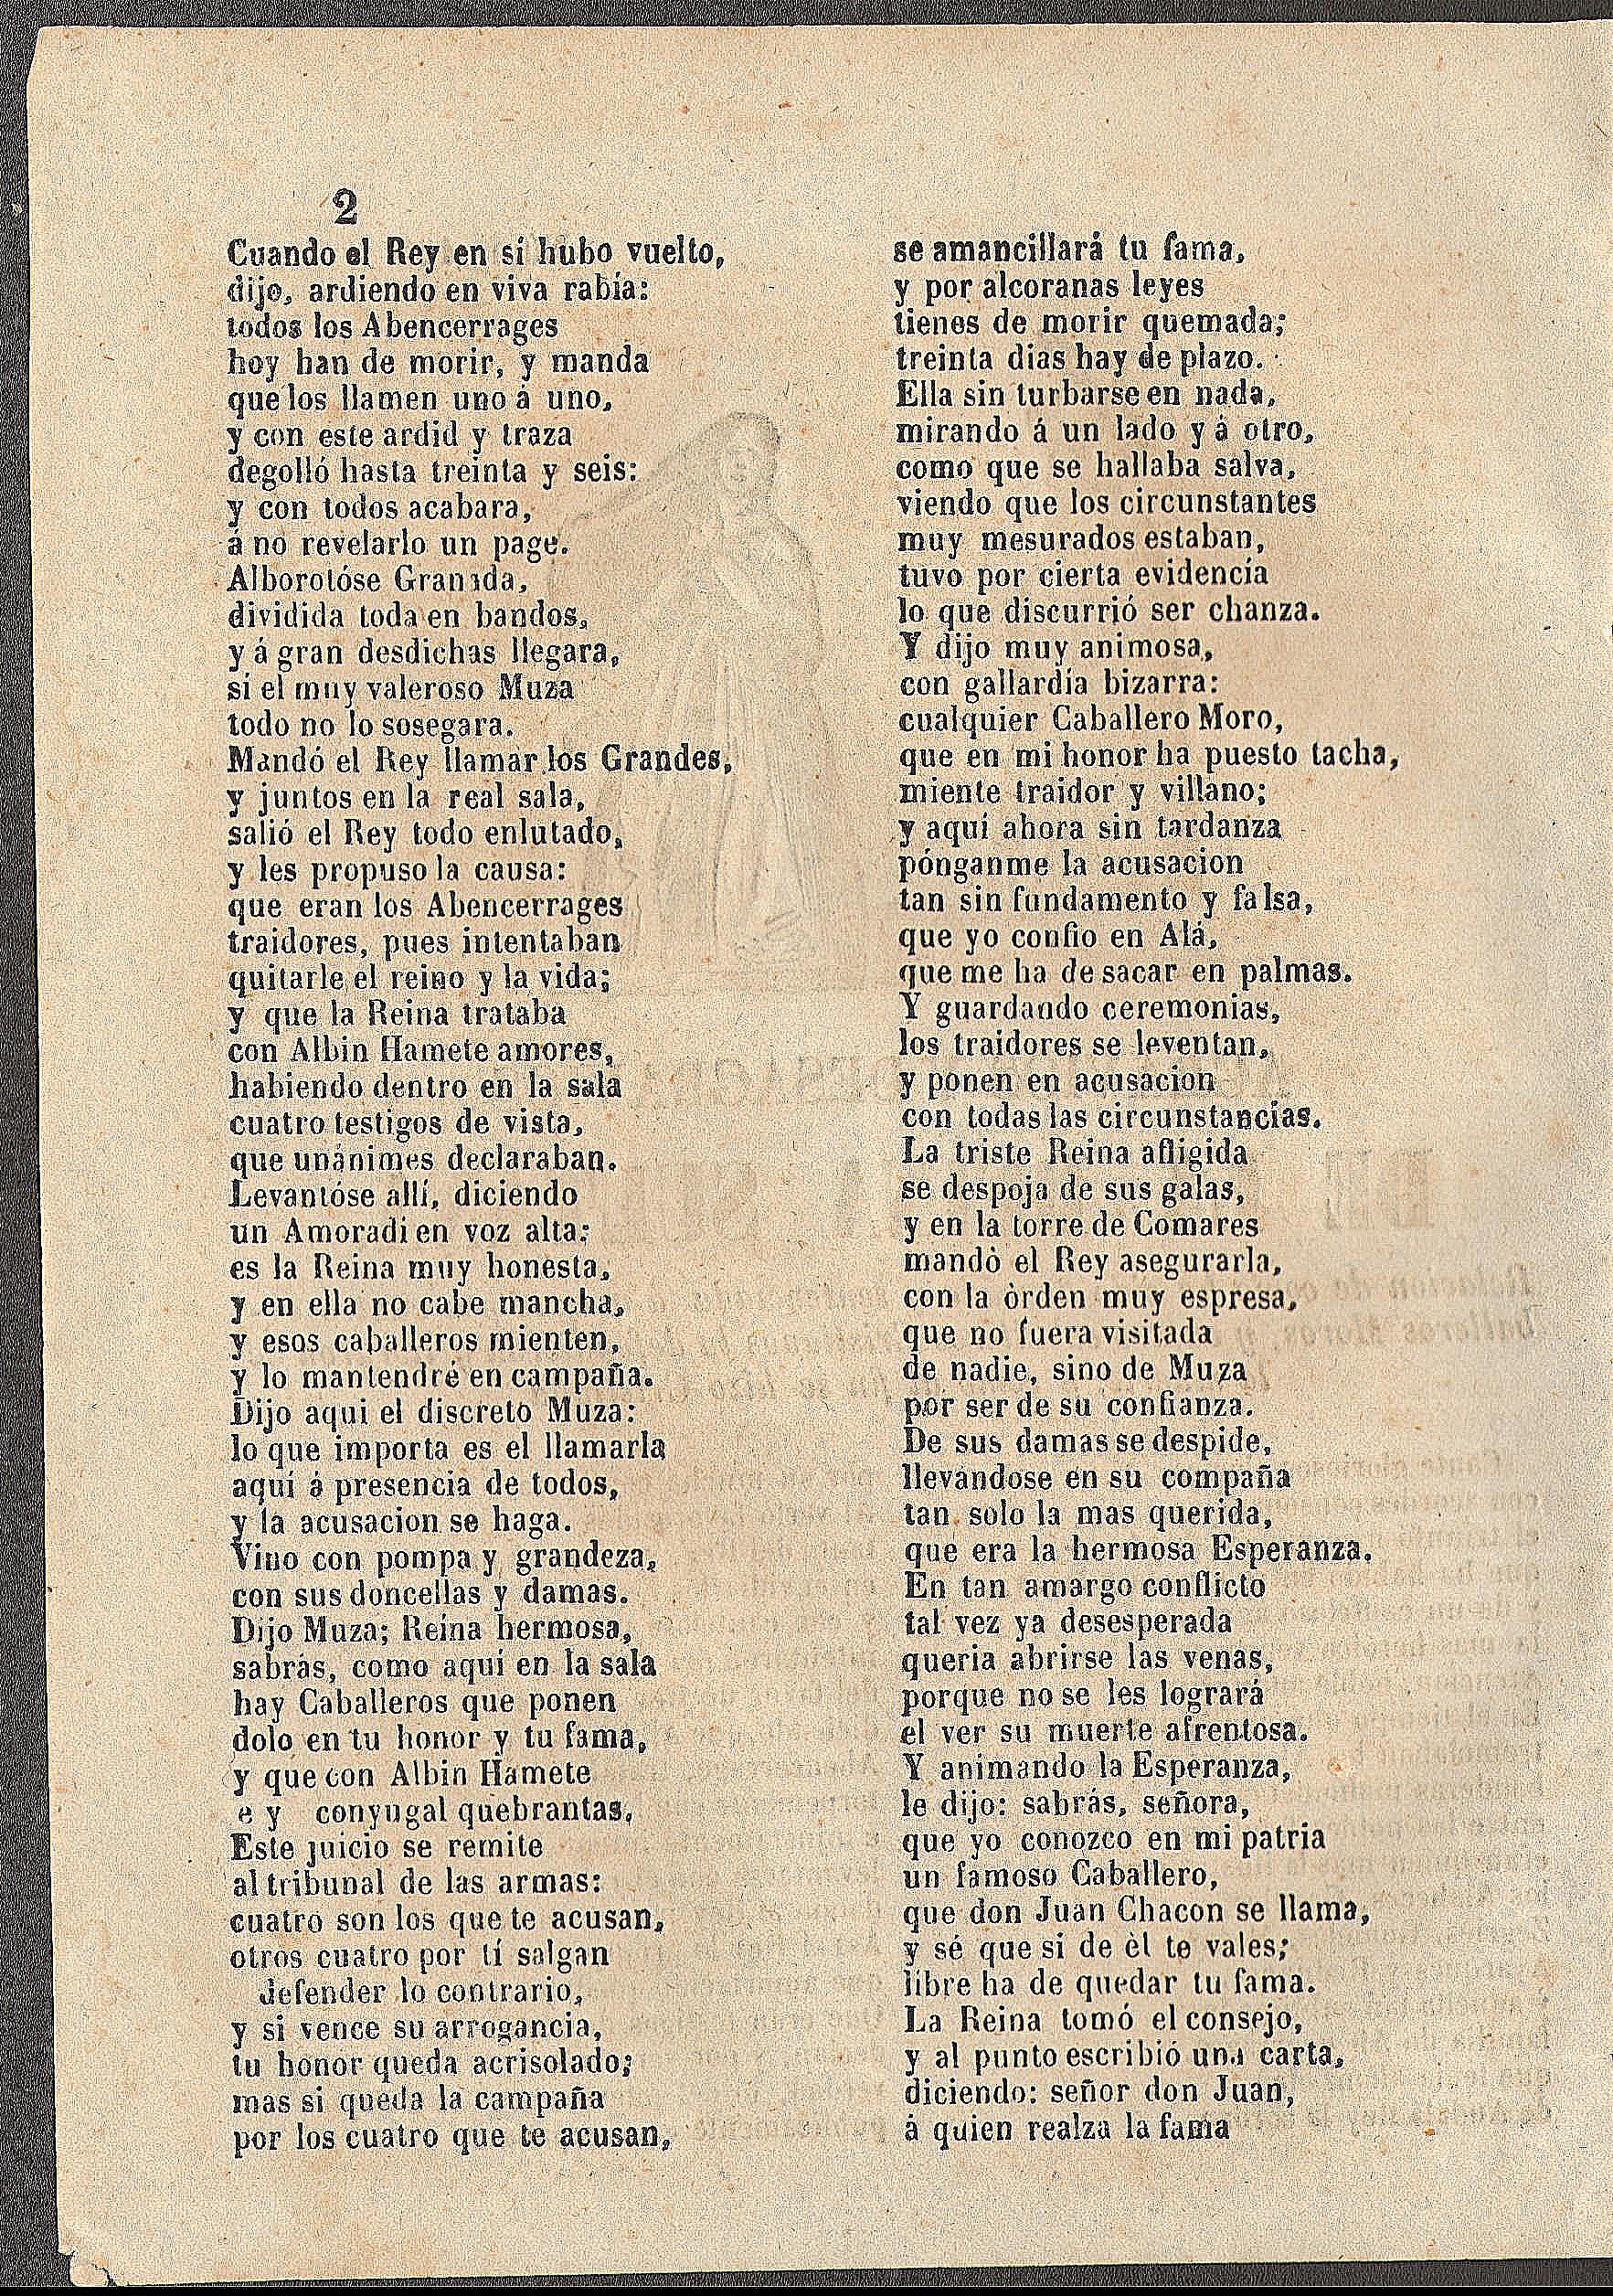 2
Cuando el Rey en sí hubo vuelto,
dijo, ardiendo en viva rabia:
todos los Abencerrages
hoy han de morir, y manda
que los llamen uno á uno,
y con este ardid y traza
degolló hasta treinta y seis:
y con todos acabara,
á no revelarlo un page.
Alborotóse Granada,
dividida toda en bandos,
y á gran desdichas llegara,
si el muy valeroso Muza
todo no lo sosegara.
Mandó el Rey llamar los Grandes,
y juntos en la real sala,
salió el Rey todo enlutado,
y les propuso la causa:
que eran los Abencerrages
traidores, pues intentaban
quitarle el reino y la vida;
y que la Reina trataba
con Albin Hamete amores,
habiendo dentro en la sala
cuatro testigos de vista,
que unánimes declaraban.
Levantóse allí, diciendo
un Amoradi en voz alta:
es la Reina muy honesta,
y en ella no cabe mancha,
y esos caballeros mienten,
y lo mantendré en campaña.
Dijo aqui el discreto Muza:
lo que importa es el llamarla
aquí á presencia de todos,
y la acusacion se haga.
Vino con pompa y grandeza,
con sus doncellas y damas.
Dijo Muza; Reina hermosa,
sabrás, como aqui en la sala
hay Caballeros que ponen
dolo en tu honor y tu fama,
y que con Albin Hamete
e y conyugal quebrantas,
Este juicio se remite
al tribunal de las armas:
cuatro son los que te acusan,
otros cuatro por tí salgan
defender lo contrario,
y si vence su arrogancia,
tu honor queda acrisolado;
mas si queda la campaña
por los cuatro que te acusan,
se amancillará tu fama,
y por alcoranas leyes
tienes de morir quemada;
treinta dias hay de plazo.
Ella sin turbarse en nada,
mirando á un lado y á otro,
como que se hallaba salva,
viendo que los circunstantes
muy mesurados estaban,
tuvo por cierta evidencía
lo que discurrió ser chanza.
Y dijo muy animosa,
con gallardía bizarra:
cualquier Caballero Moro,
que en mi honor ha puesto tacha,
miente traidor y villano;
y aquí ahora sin tardanza
pónganme la acusacion
tan sin fundamento y falsa,
que yo confio en Alá,
que me ha de sacar en palmas.
Y guardando ceremonias,
los traidores se leventan,
y ponen en acusacion
con todas las circunstancias.
La triste Reina afligida
se despoja de sus galas,
y en la torre de Comares
mandò el Rey asegurarla,
con la òrden muy espresa,
que no fuera visitada
de nadie, sino de Muza
por ser de su confianza.
De sus damas se despide,
llevándose en su compaña
tan solo la mas querida,
que era la hermosa Esperanza.
En tan amargo conflicto
tal vez ya desesperada
queria abrirse las venas,
porque no se les logrará
el ver su muerte afrentosa.
Y animando la Esperanza,
le dijo: sabrás, señora,
que yo conozco en mi patria
un famoso Caballero,
que don Juan Chacon se llama,
y sé que si de èl te vales;
libre ha de quedar tu fama.
La Reina tomó el consejo,
y al punto escribió una carta,
diciendo: señor don Juan,
á quien realza la fama